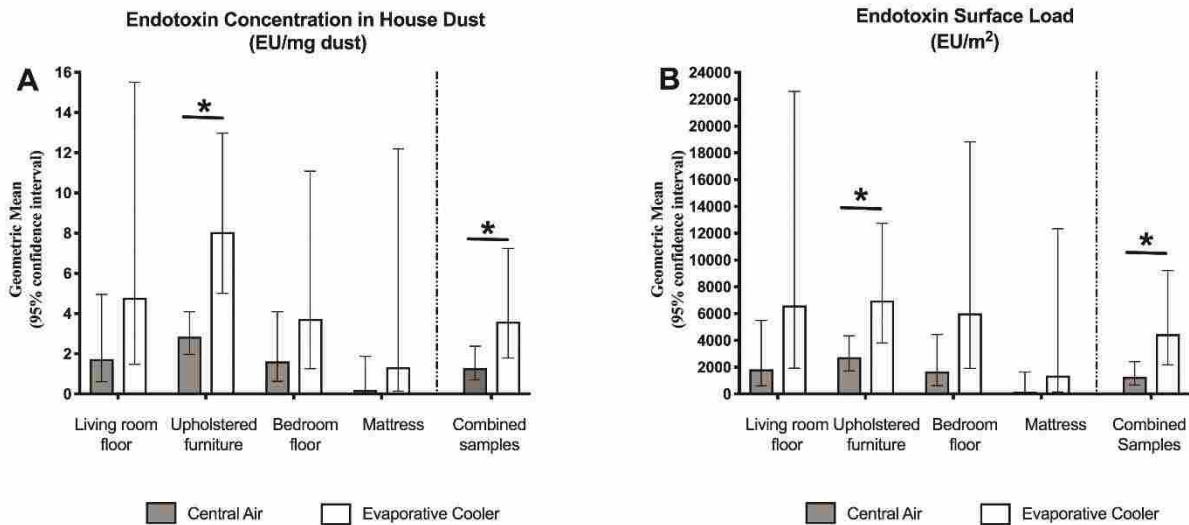 Endotoxin Concentration in House Dust
(EU/mg dust)
A
Geometric Mean
(95% confidence interval)
16
14
12
10
8
6
4
2
0
*
*
Living room
floor
Upholstered
furniture
Bedroom
floor
Mattress
Combined
samples
Central Air
Evaporative Cooler
Endotoxin Surface Load
(EU/m²)
B
Geometric Mean
(95% confidence interval)
24000
22000
20000
18000
16000
14000
12000
10000
8000
6000
4000
2000
0
*
*
Living room
floor
Upholstered
furniture
Bedroom
floor
Mattress
Combined
Samples
Central Air
Evaporative Cooler